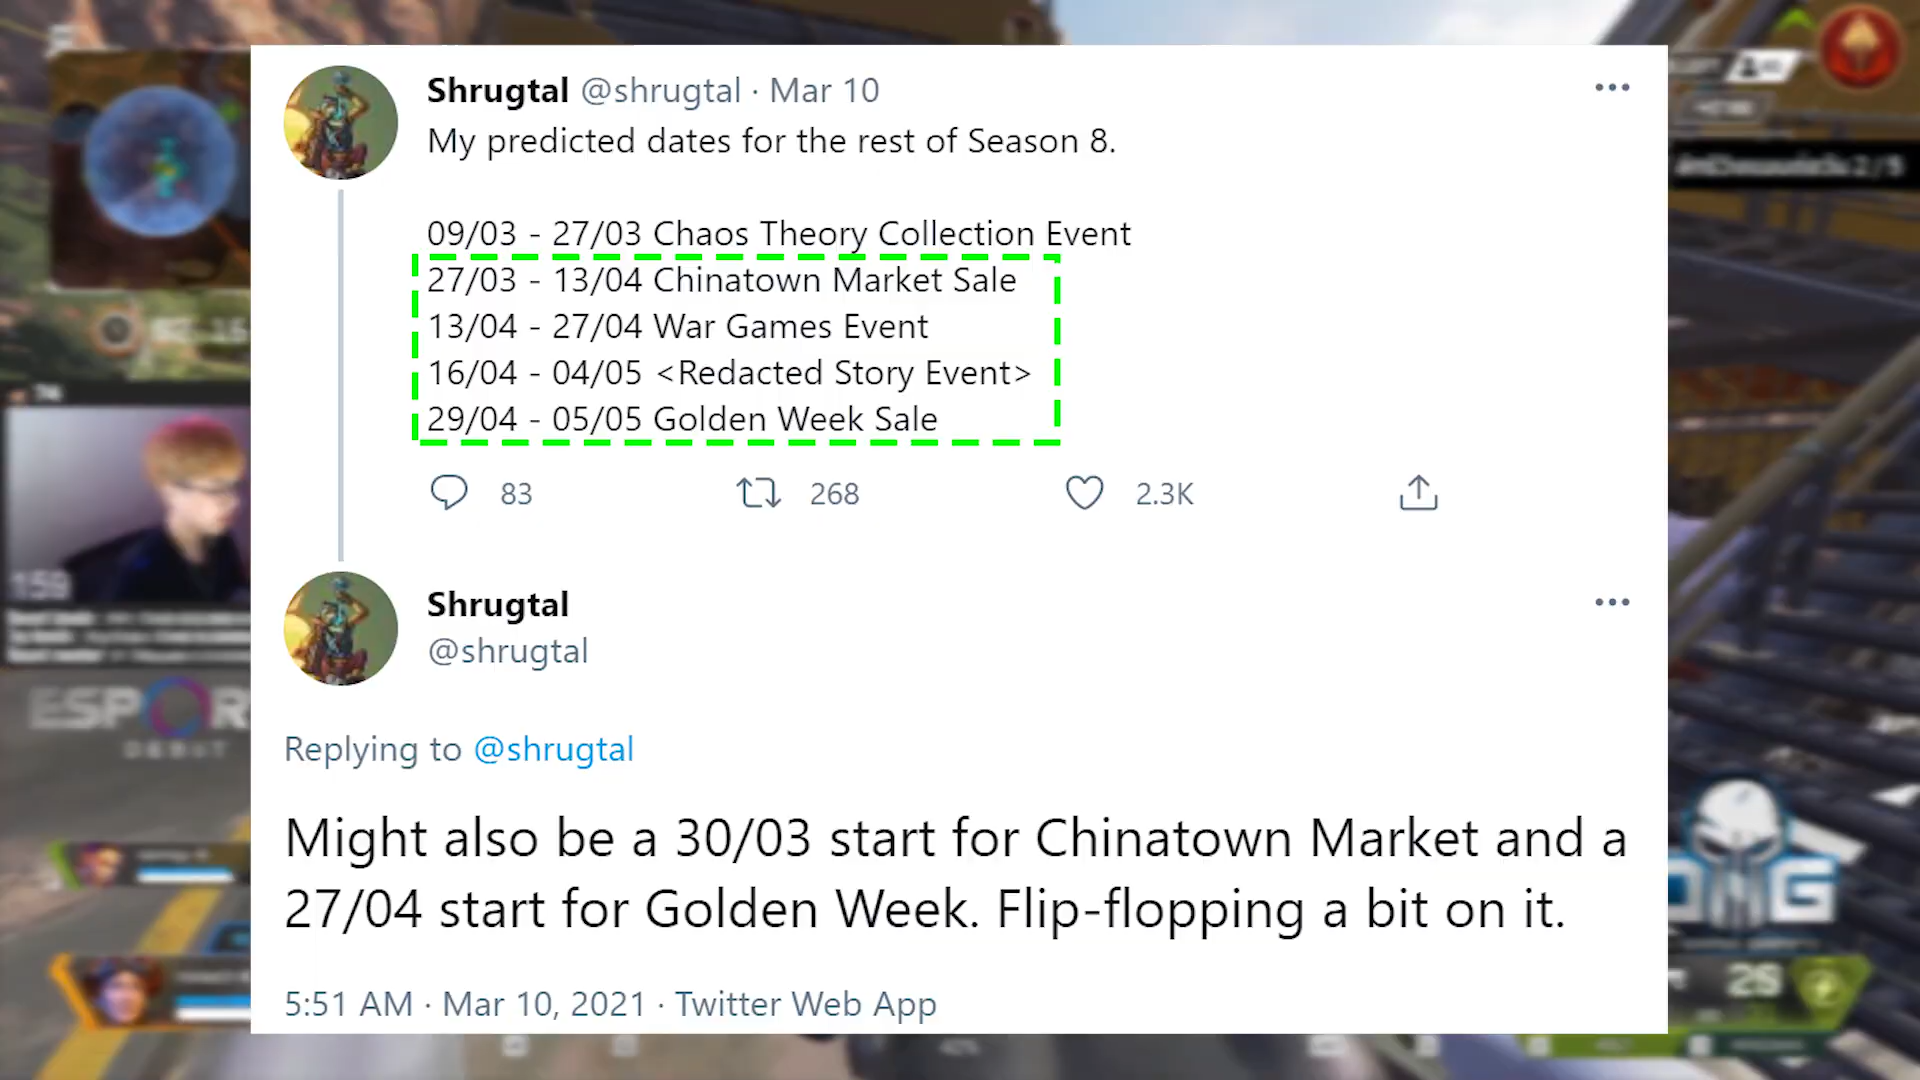 Shrugtal @shrugtal · Mar 10
My predicted dates for the rest of Season 8.
09/03 - 27/03 Chaos Theory Collection Event
27/03 - 13/04 Chinatown Market Sale
13/04 - 27/04 War Games Event
16/04 - 04/05 <Redacted Story Event>
29/04 - 05/05 Golden Week Sale
83 268 2.3K
Shrugtal
@shrugtal
Replying to @shrugtal
Might also be a 30/03 start for Chinatown Market and a
27/04 start for Golden Week. Flip-flopping a bit on it.
5:51 AM · Mar 10, 2021 · Twitter Web App
159
28